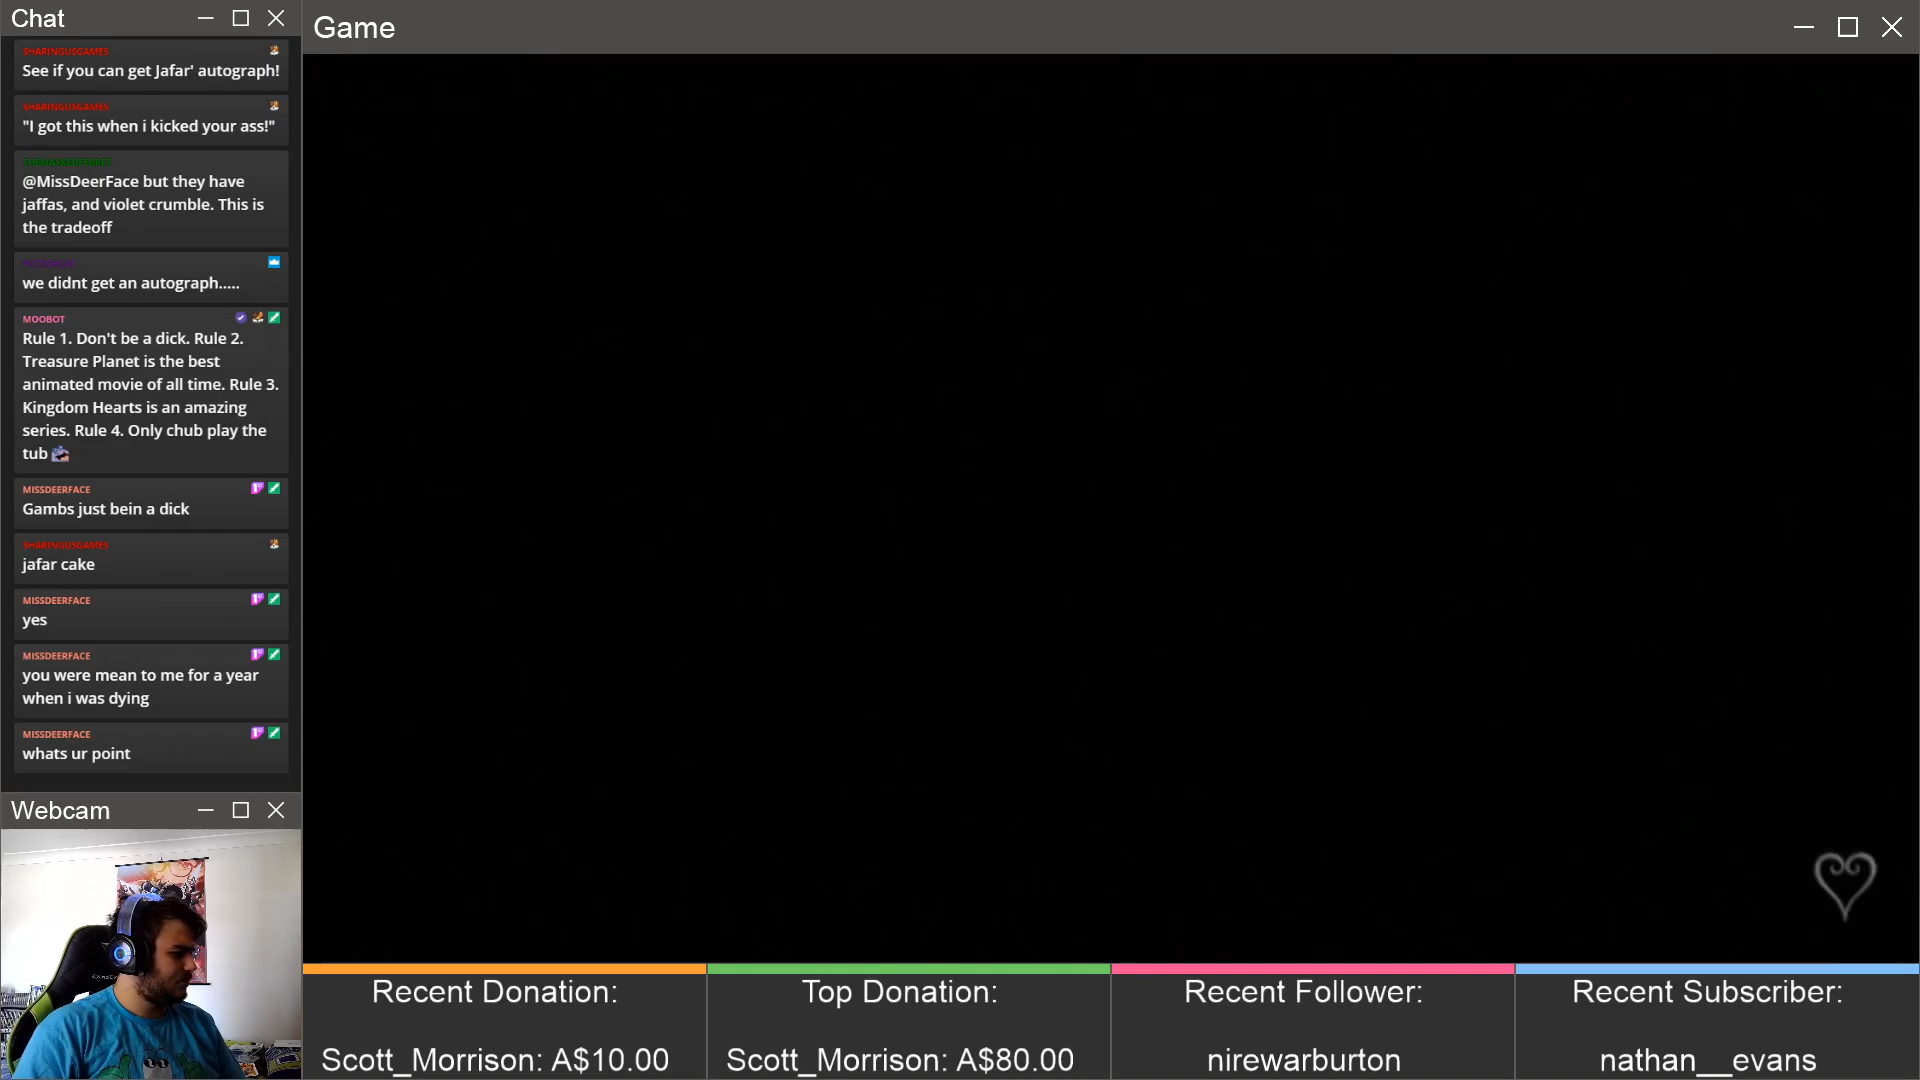 Chat
Game
SHARINGUSGAMES
See if you can get Jafar' autograph!
SHARINGUSGAMES
"I got this when i kicked your ass!"
THEMASKEDFERRET
@MissDeerFace but they have
jaffas, and violet crumble. This is
the tradeoff
we didnt get an autograph.....
MOOBOT
Rule 1. Don't be a dick. Rule 2.
Treasure Planet is the best
animated movie of all time. Rule 3.
Kingdom Hearts is an amazing
series. Rule 4. Only chub play the
tub
MISSDEERFACE
Gambs just bein a dick
SHARINGUSGAMES
jafar cake
MISSDEERFACE
yes
MISSDEERFACE
you were mean to me for a year
when i was dying
MISSDEERFACE
whats ur point
Webcam
Recent Donation:
Scott_Morrison: A$10.00
Top Donation:
Scott_Morrison: A$80.00
Recent Follower:
nirewarburton
Recent Subscriber:
nathan__evans